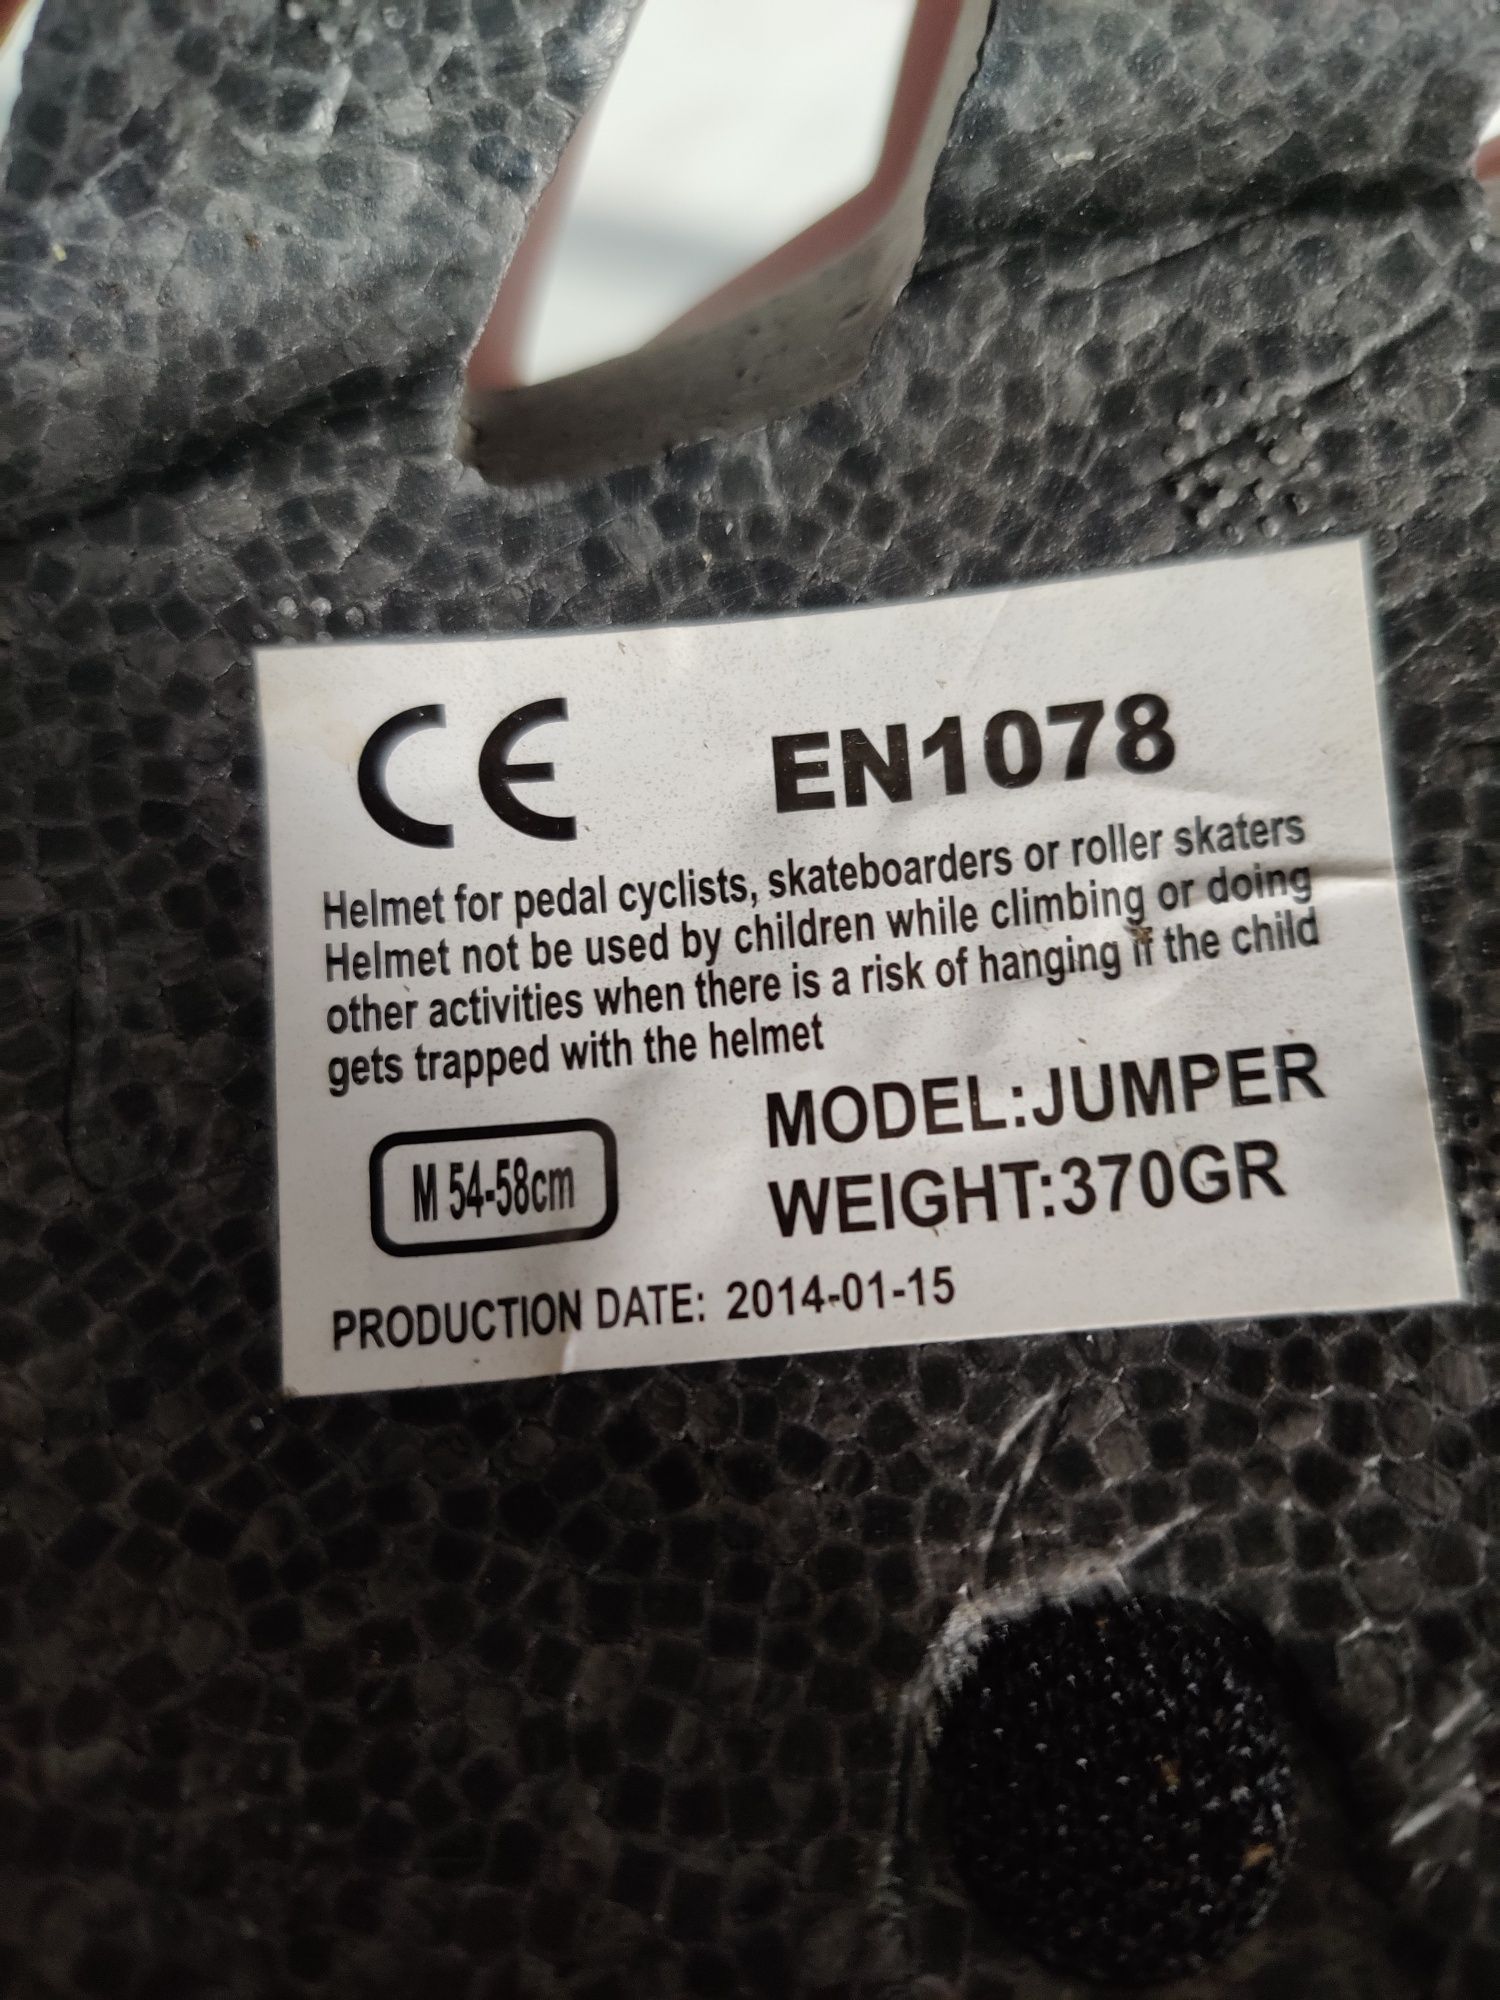 CE EN1078
Helmet for pedal cyclists, skateboarders or roller skaters
Helmet not be used by children while climbing or doing
other activities when there is a risk of hanging if the child
gets trapped with the helmet
MODEL:JUMPER
M 54-58cm
WEIGHT:370GR
PRODUCTION DATE: 2014-01-15